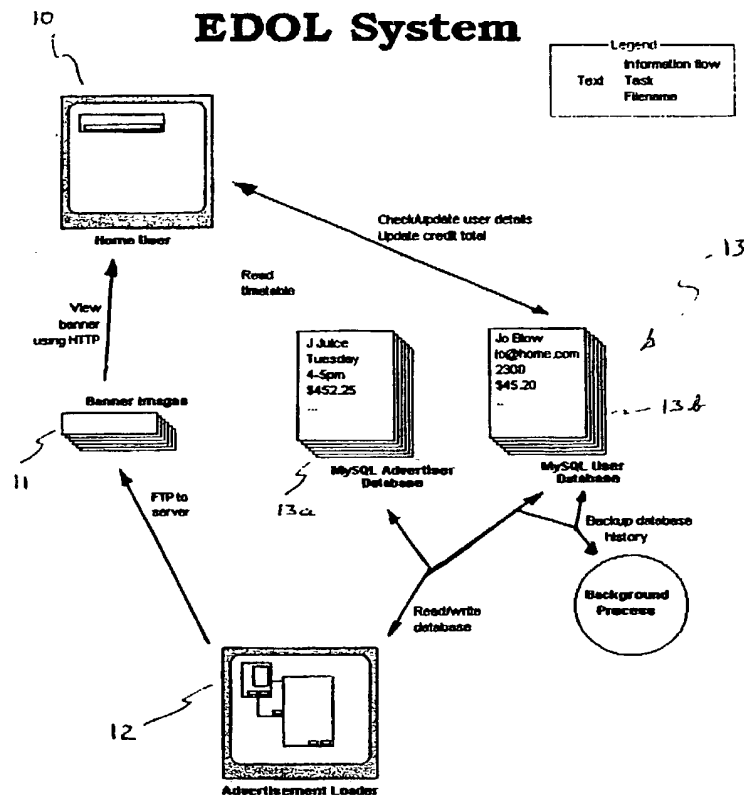 10
EDOL System
Legend
Information flow
Text Task
Filename
Home User
Check/Update user details
Update credit total
13
Read
timetable
View
banner
using HTTP
J Juice
Tuesday
4-5pm
$452.25
...
Jo Blow
jo@home.com
2300
$45.20
..
b
13b
Banner Images
11
MySQL Advertiser
Database
13a
MySQL User
Database
FTP to
server
Backup database
history
Background
Process
Read/write
database
12
Advertisement Loader